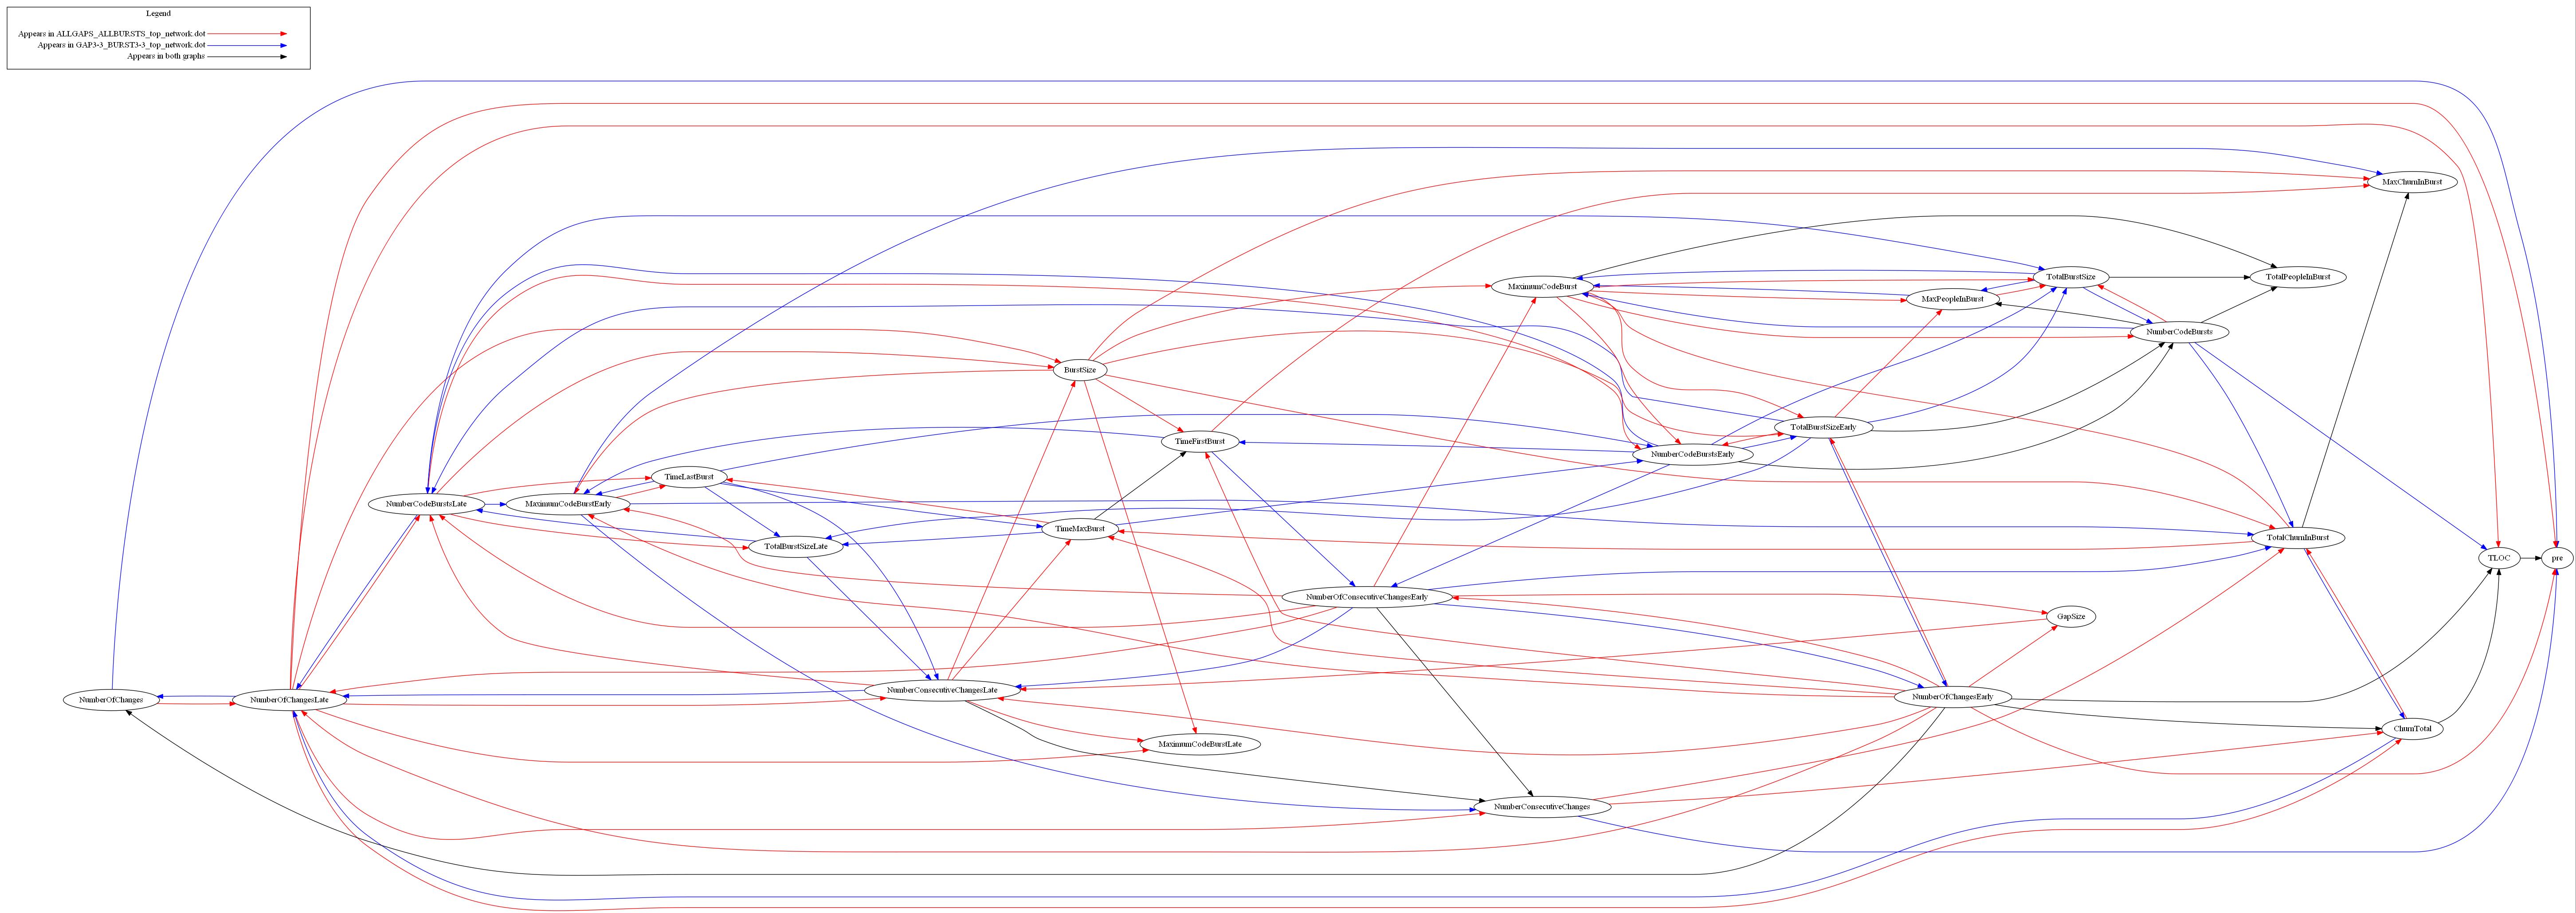 Legend
Appears in ALLGAPS_ALLBURSTS_top_network.dot
Appears in GAP3-3_BURST3-3_top_network.dot
Appears in both graphs
MaxChurnInBurst
TotalBurstSize
TotalPeopleInBurst
MaximumCodeBurst
MaxPeopleInBurst
NumberCodeBursts
BurstSize
TotalBurstSizeEarly
TimeFirstBurst
NumberCodeBurstsEarly
TimeLastBurst
NumberCodeBurstsLate
MaximumCodeBurstEarly
TimeMaxBurst
TotalChurnInBurst
TotalBurstSizeLate
TLOC
pre
NumberOfConsecutiveChangesEarly
GapSize
NumberConsecutiveChangesLate
NumberOfChangesEarly
NumberOfChanges
NumberOfChangesLate
ChurnTotal
MaximumCodeBurstLate
NumberConsecutiveChanges